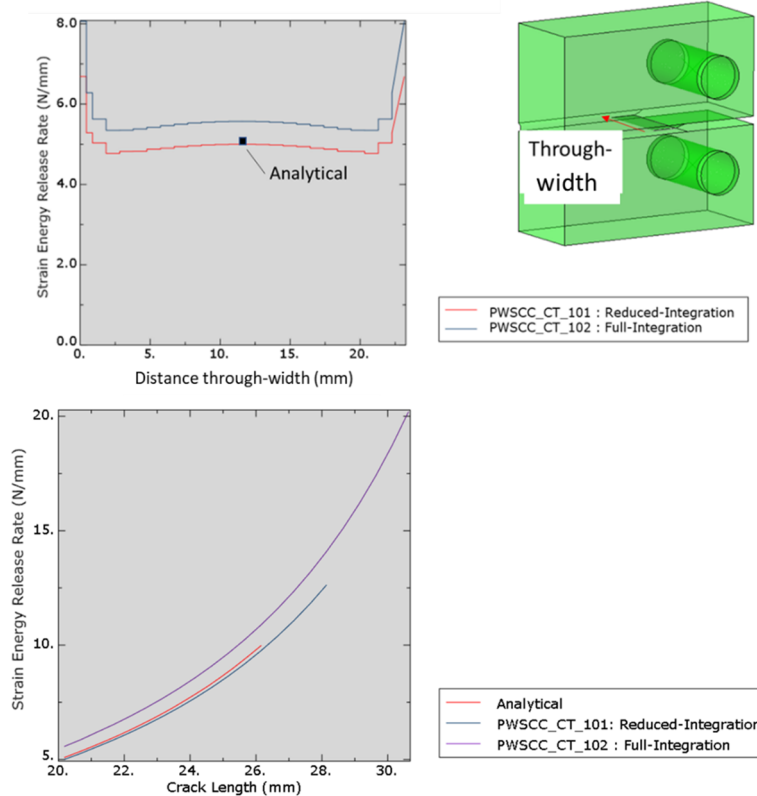 8.0
6.0
4.0
2.0
0.0
Strain Energy Release Rate (N/mm)
Analytical
0.
5.
10.
15.
20.
Distance through-width (mm)
Through-
width
PWSCC_CT_101 : Reduced-Integration
PWSCC_CT_102 : Full-Integration
20.
15.
10.
5.
Strain Energy Release Rate (N/mm)
20.
22.
24.
26.
28.
30.
Crack Length (mm)
Analytical
PWSCC_CT_101: Reduced-Integration
PWSCC_CT_102 : Full-Integration